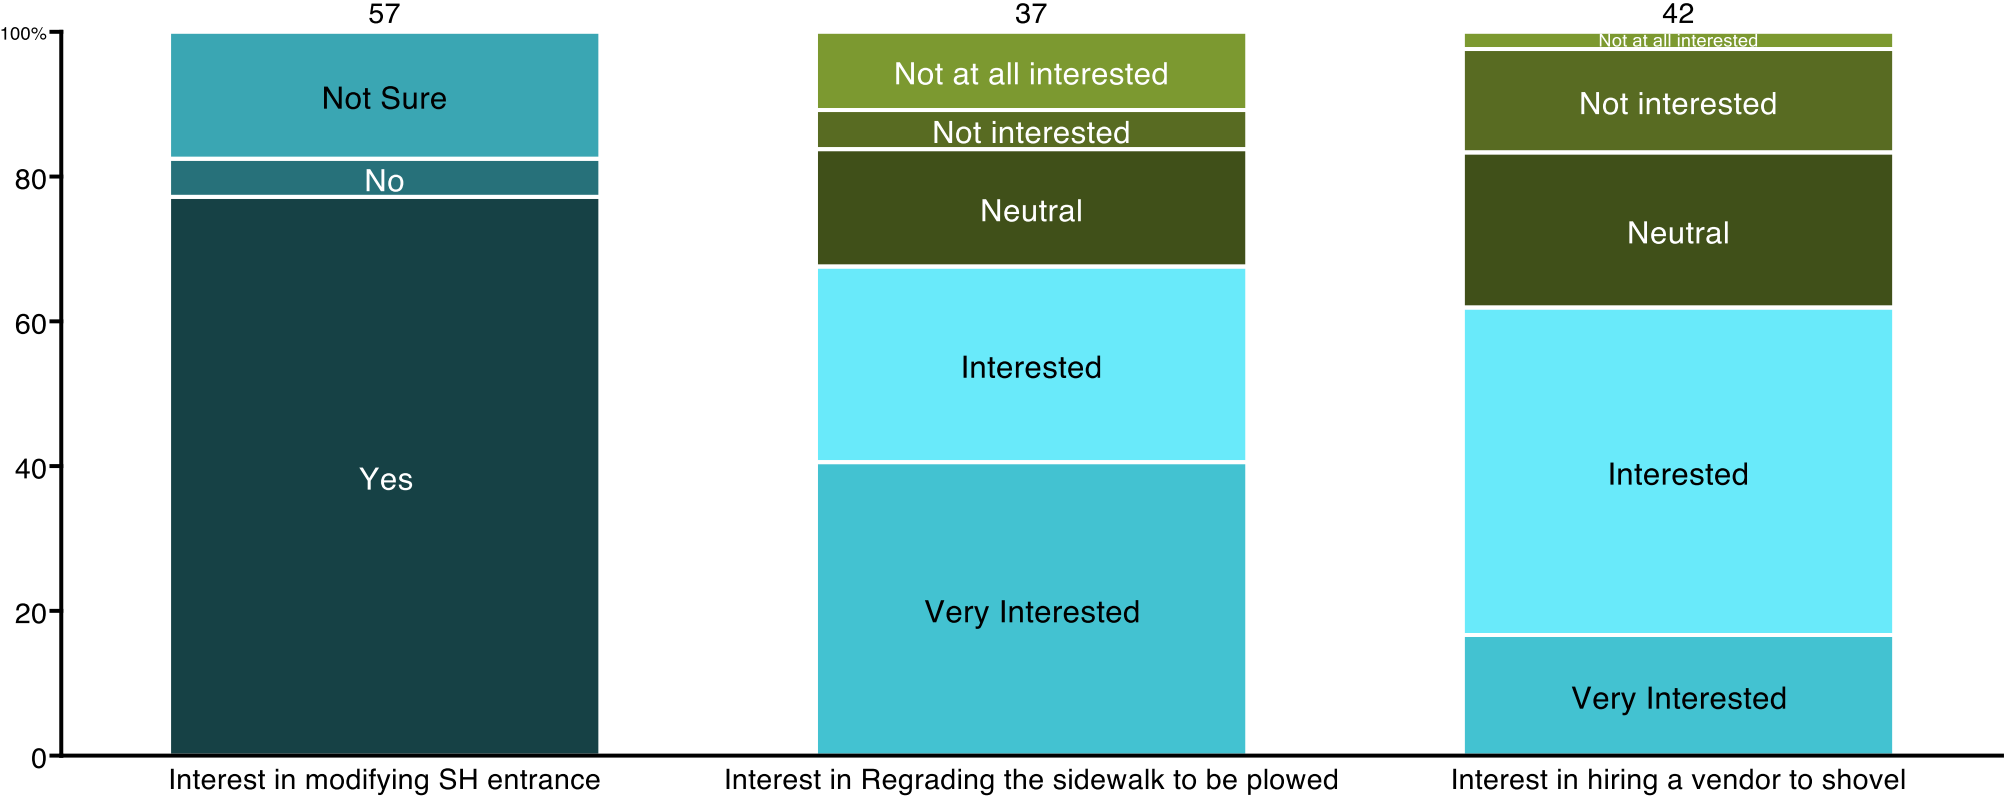 57
37
42
100%
80
60
40
20
0
Not Sure
No
Yes
Not at all interested
Not interested
Neutral
Interested
Very Interested
Not at all interested
Not interested
Neutral
Interested
Very Interested
Interest in modifying SH entrance
Interest in Regrading the sidewalk to be plowed
Interest in hiring a vendor to shovel